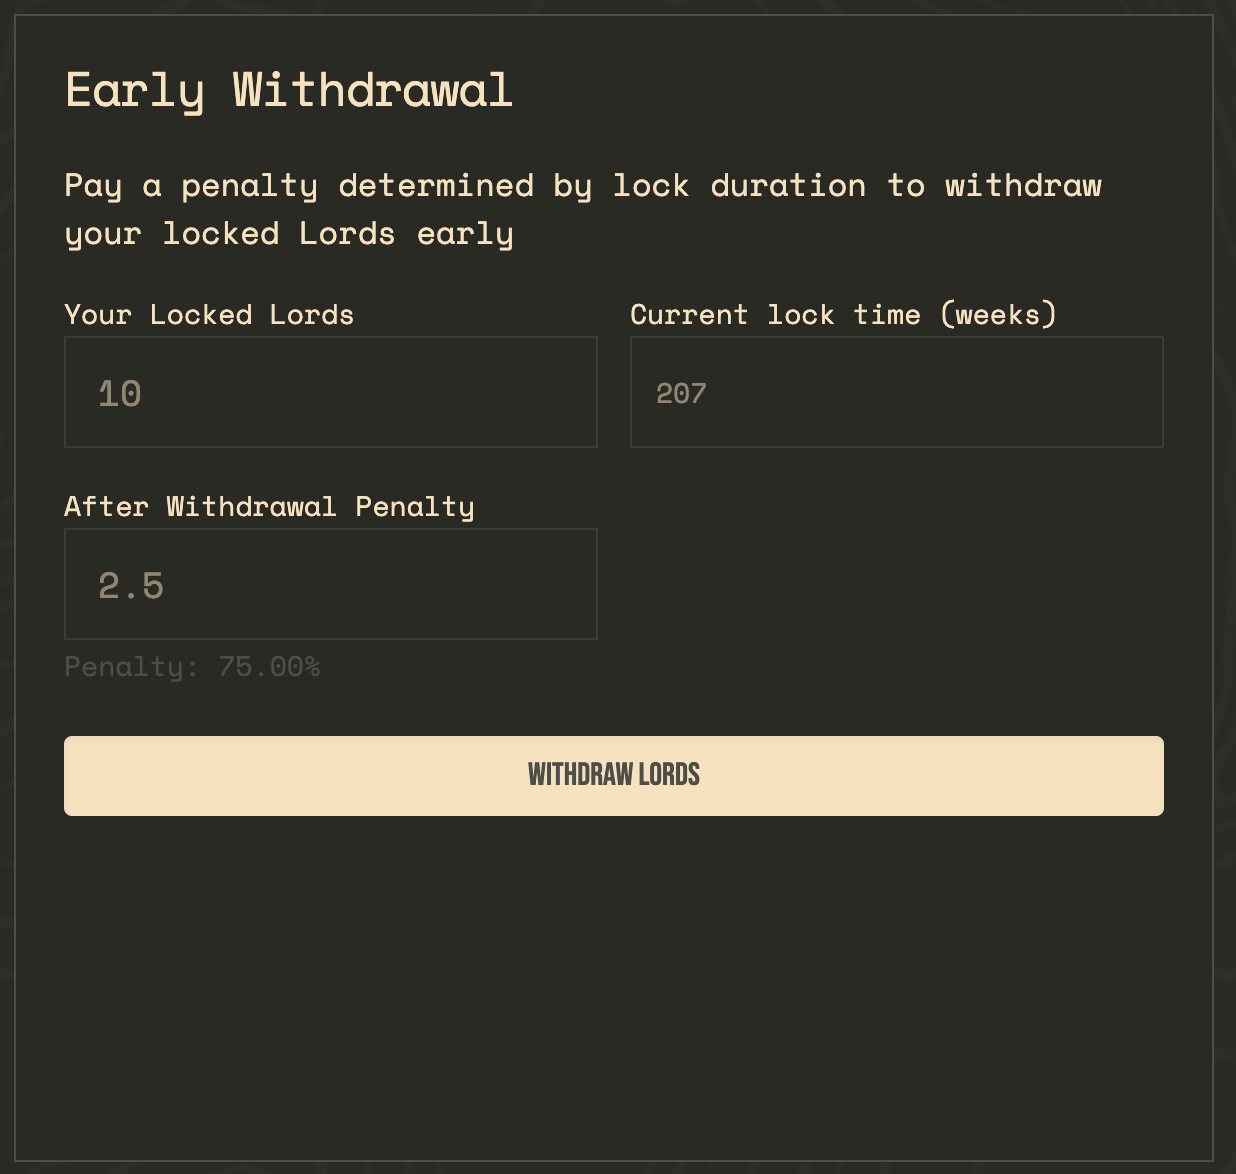 Early Withdrawal
Pay a penalty determined by lock duration to withdraw
your locked Lords early
Your Locked Lords
10
Current lock time (weeks)
207
After Withdrawal Penalty
2.5
Penalty: 75.00%
WITHDRAW LORDS